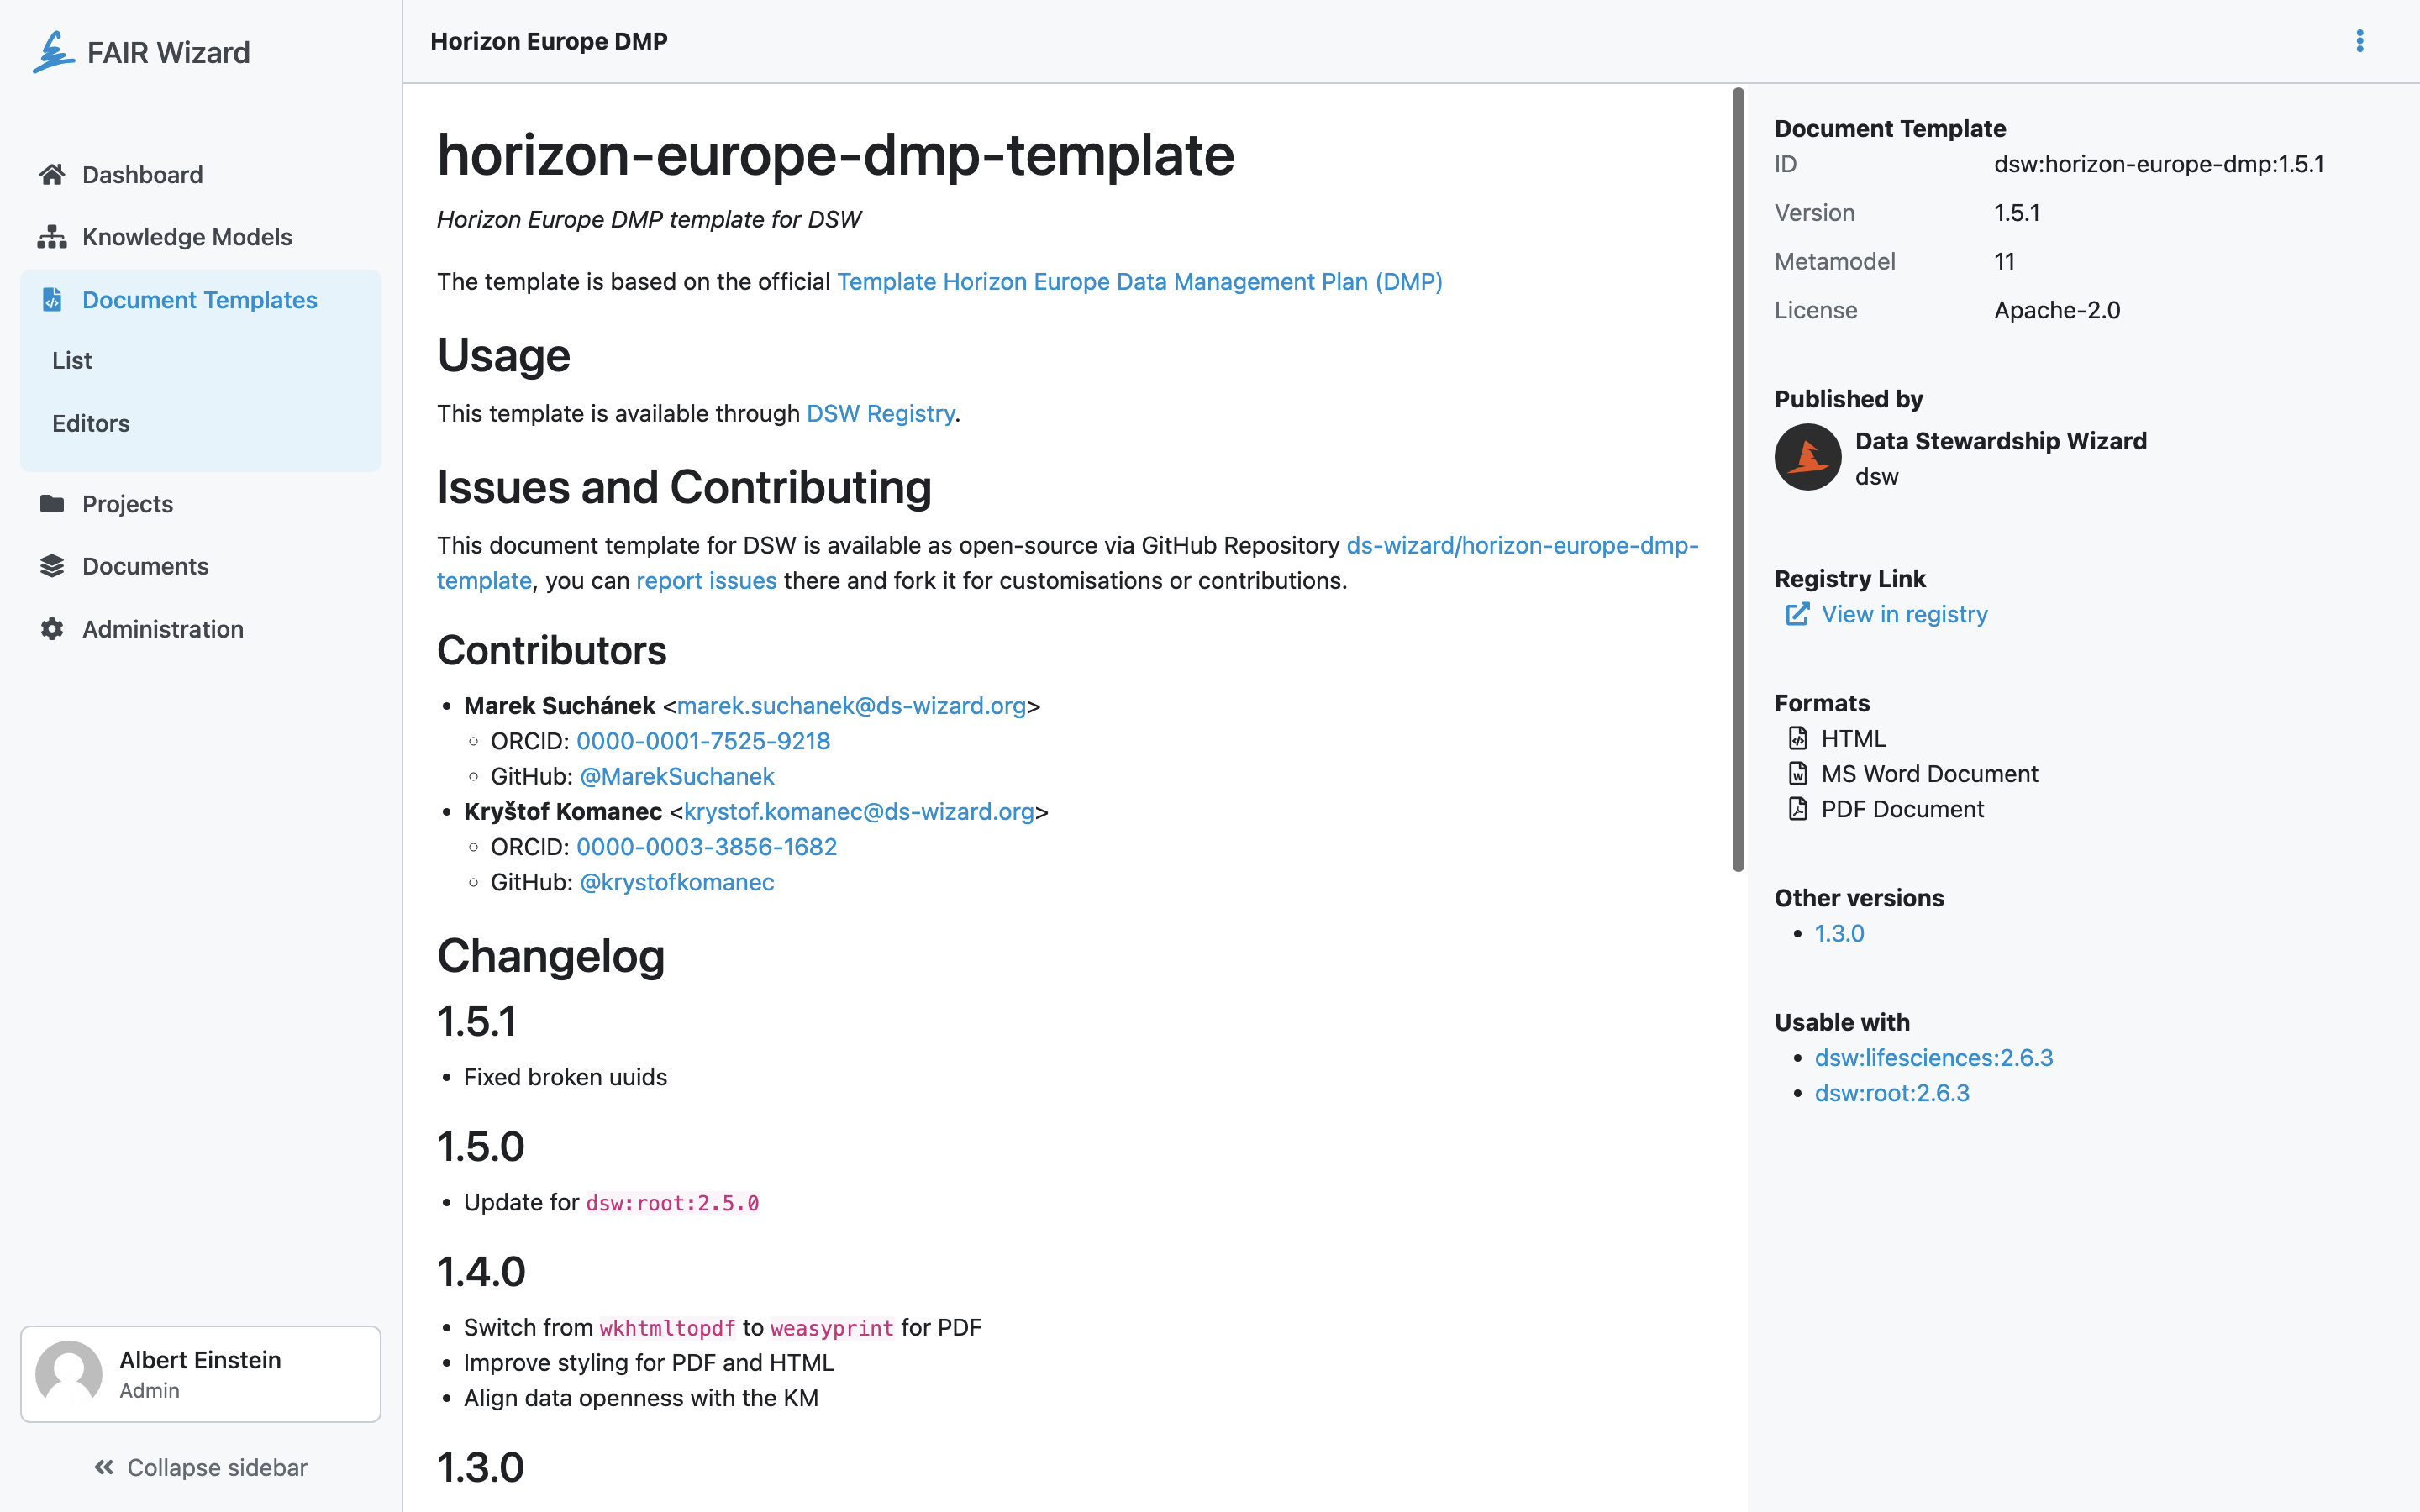 FAIR Wizard
Dashboard
Knowledge Models
Document Templates
List
Editors
Projects
Documents
Administration
Albert Einstein
Admin
Collapse sidebar
Horizon Europe DMP
horizon-europe-dmp-template
Horizon Europe DMP template for DSW
The template is based on the official Template Horizon Europe Data Management Plan (DMP)
Usage
This template is available through DSW Registry.
Issues and Contributing
This document template for DSW is available as open-source via GitHub Repository ds-wizard/horizon-europe-dmp-
template, you can report issues there and fork it for customisations or contributions.
Contributors
• Marek Suchánek <marek.suchanek@ds-wizard.org>
○ ORCID: 0000-0001-7525-9218
○ GitHub: @MarekSuchanek
• Kryštof Komanec <krystof.komanec@ds-wizard.org>
○ ORCID: 0000-0003-3856-1682
○ GitHub: @krystofkomanec
Changelog
1.5.1
• Fixed broken uuids
1.5.0
• Update for dsw:root:2.5.0
1.4.0
• Switch from wkhtmltopdf to weasyprint for PDF
• Improve styling for PDF and HTML
• Align data openness with the KM
1.3.0
Document Template
ID dsw:horizon-europe-dmp:1.5.1
Version 1.5.1
Metamodel 11
License Apache-2.0
Published by
Data Stewardship Wizard
dsw
Registry Link
View in registry
Formats
HTML
MS Word Document
PDF Document
Other versions
• 1.3.0
Usable with
• dsw:lifesciences:2.6.3
• dsw:root:2.6.3